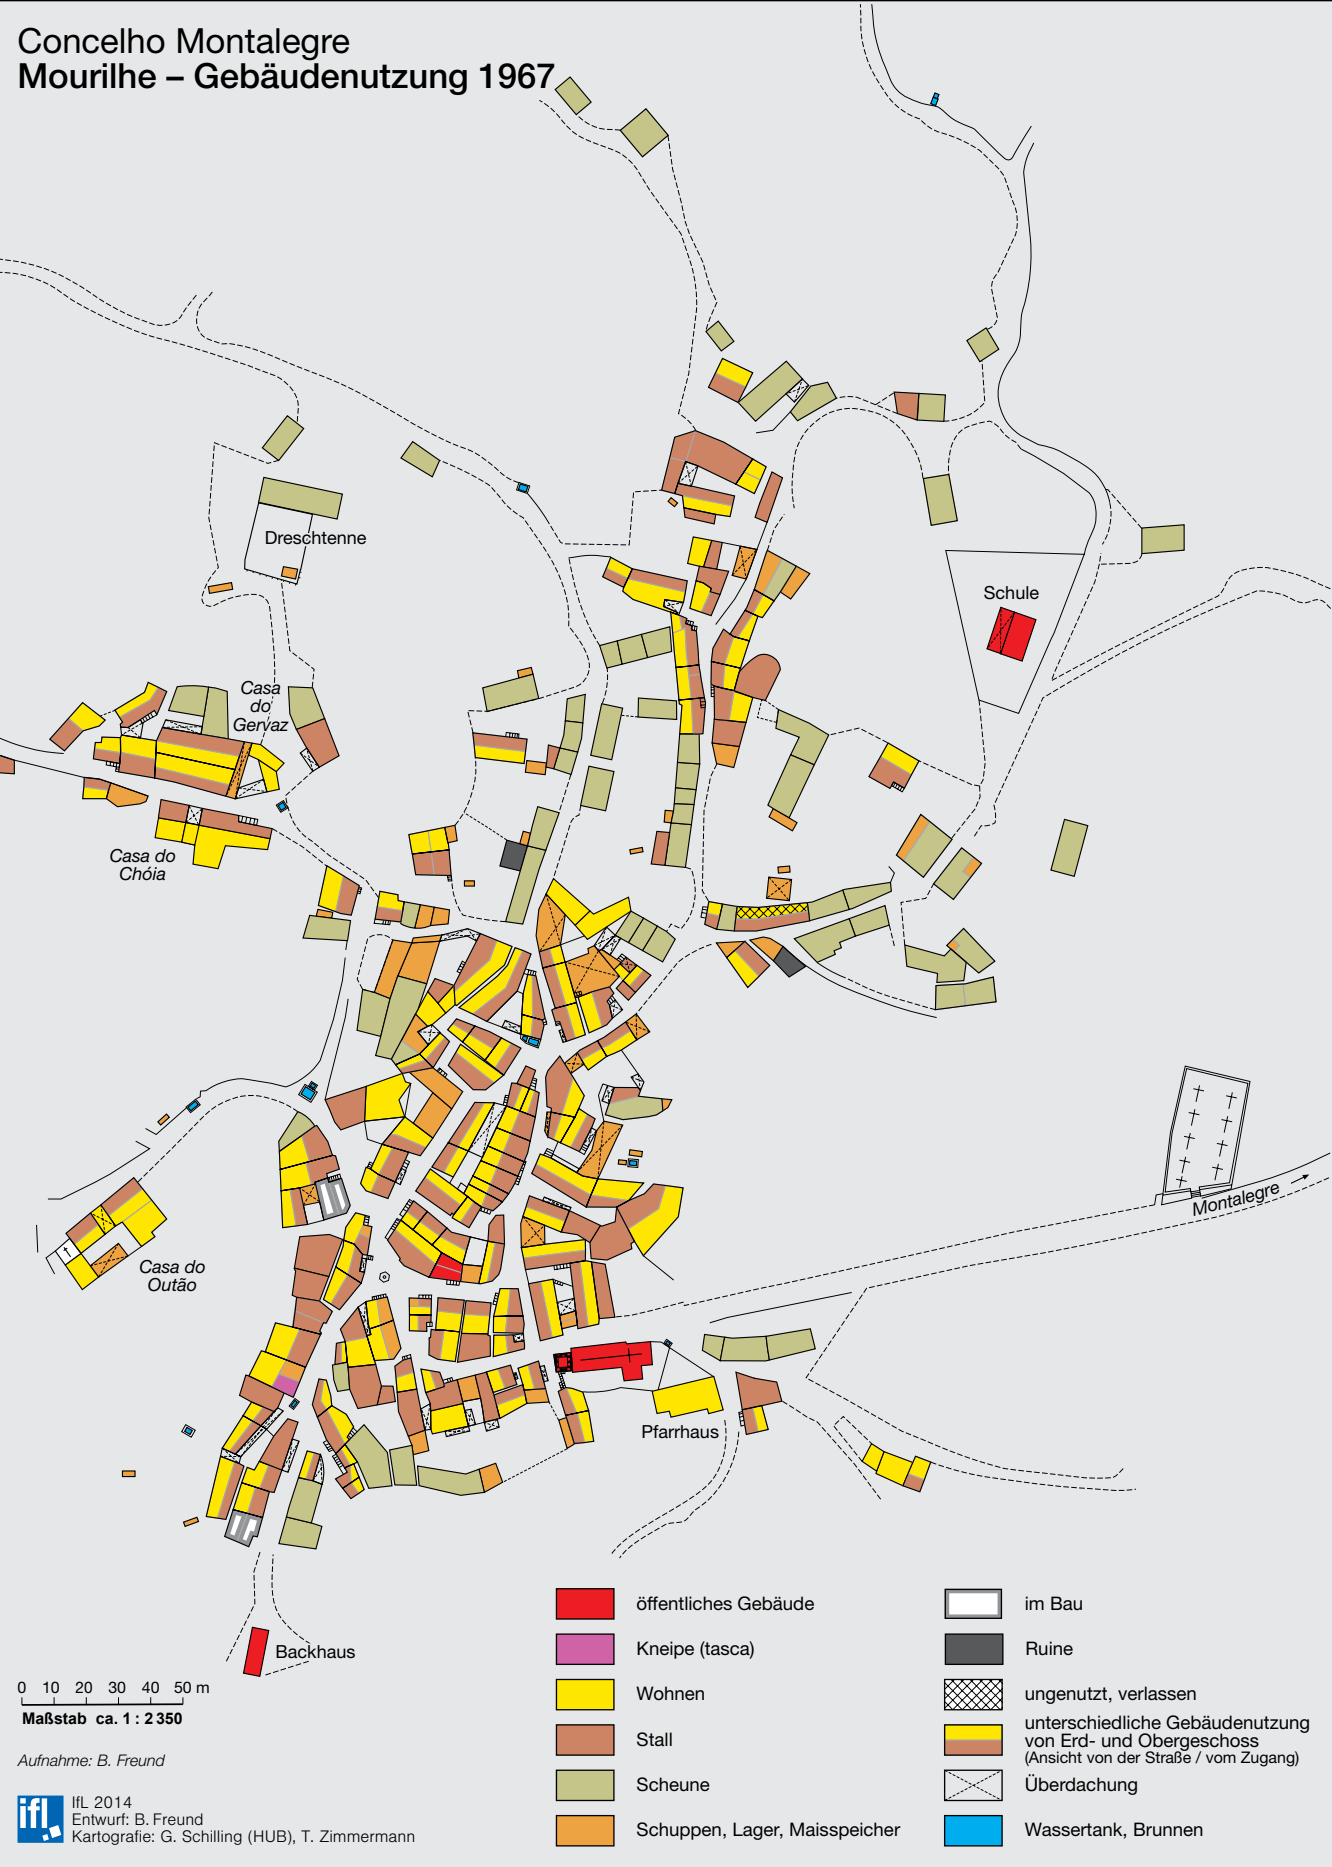 Concelho Montalegre
Mourilhe – Gebäudenutzung 1967
Dreschtenne
Schule
Casa
do
Gervaz
Casa do
Chóia
Montalegre
Casa do
Outão
Pfarrhaus
Backhaus
öffentliches Gebäude
Kneipe (tasca)
Wohnen
Stall
Scheune
Schuppen, Lager, Maisspeicher
im Bau
Ruine
ungenutzt, verlassen
unterschiedliche Gebäudenutzung
von Erd- und Obergeschoss
(Ansicht von der Straße / vom Zugang)
Überdachung
Wassertank, Brunnen
0 10 20 30 40 50 m
Maßstab ca. 1 : 2 350
Aufnahme: B. Freund
ifl
IfL 2014
Entwurf: B. Freund
Kartografie: G. Schilling (HUB), T. Zimmermann